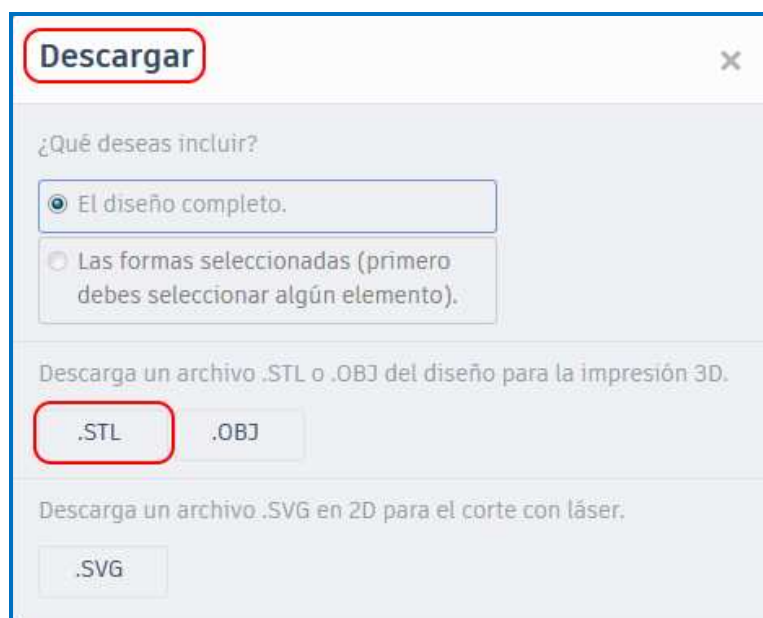 Descargar
¿Qué deseas incluir?
El diseño completo.
Las formas seleccionadas (primero
debes seleccionar algún elemento).
Descarga un archivo .STL o .OBJ del diseño para la impresión 3D.
.STL .OBJ
Descarga un archivo .SVG en 2D para el corte con láser.
.SVG